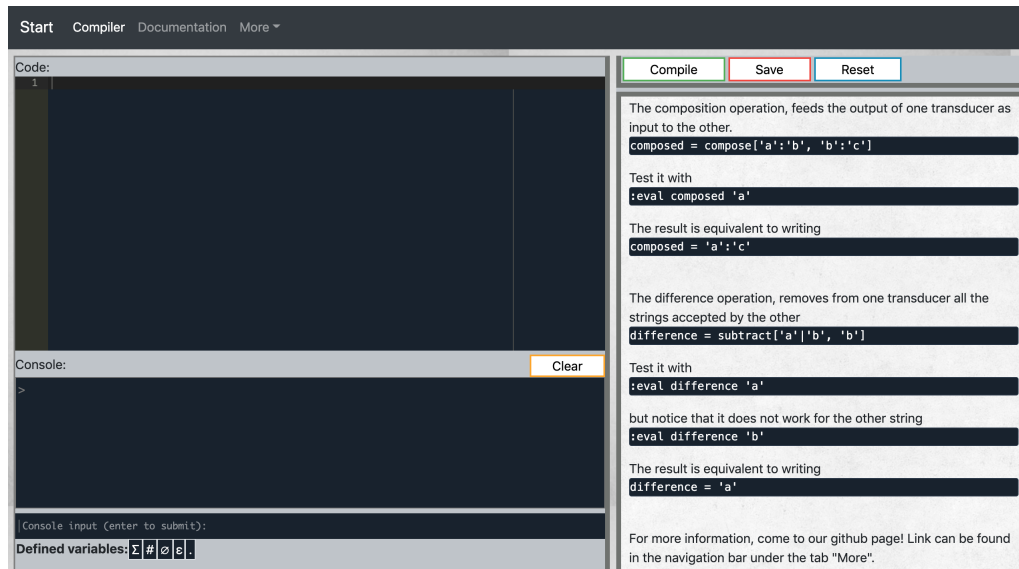 Start Compiler Documentation More
Code:
1
Console:
Clear
>
Console input (enter to submit):
Defined variables: Σ # ∅ ε .
Compile Save Reset
The composition operation, feeds the output of one transducer as
input to the other.
composed = compose['a':'b', 'b':'c']
Test it with
:eval composed 'a'
The result is equivalent to writing
composed = 'a':'c'
The difference operation, removes from one transducer all the
strings accepted by the other
difference = subtract['a'|'b', 'b']
Test it with
:eval difference 'a'
but notice that it does not work for the other string
:eval difference 'b'
The result is equivalent to writing
difference = 'a'
For more information, come to our github page! Link can be found
in the navigation bar under the tab "More".